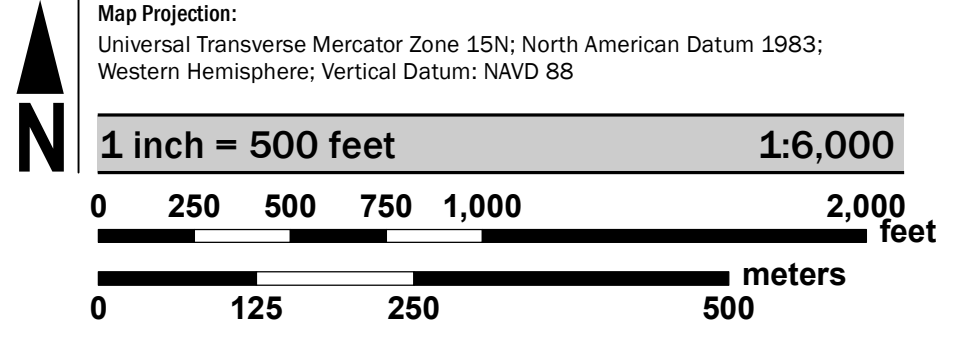 Map Projection:
Universal Transverse Mercator Zone 15N; North American Datum 1983;
Western Hemisphere; Vertical Datum: NAVD 88
N
1 inch = 500 feet 1:6,000
0 250 500 750 1,000 2,000
feet
meters
0 125 250 500